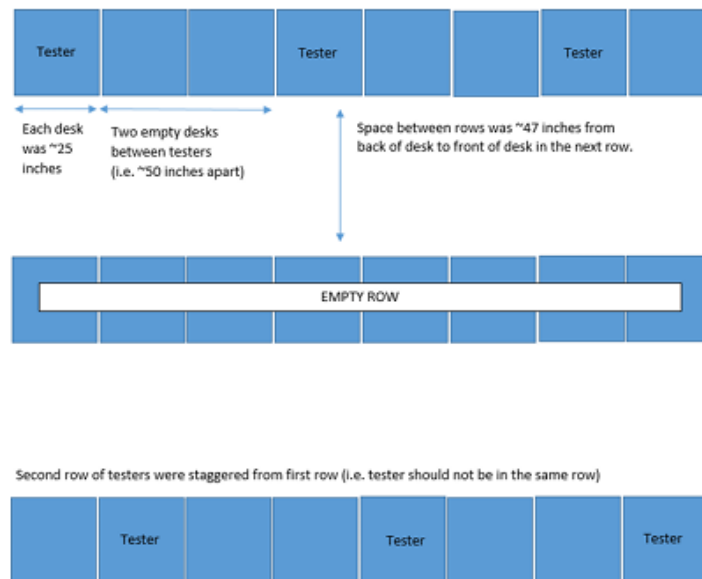 Tester
Tester
Tester
Each desk
was ~25
inches
Two empty desks
between testers
(i.e. ~50 inches apart)
Space between rows was ~47 inches from
back of desk to front of desk in the next row.
EMPTY ROW
Second row of testers were staggered from first row (i.e. tester should not be in the same row)
Tester
Tester
Tester